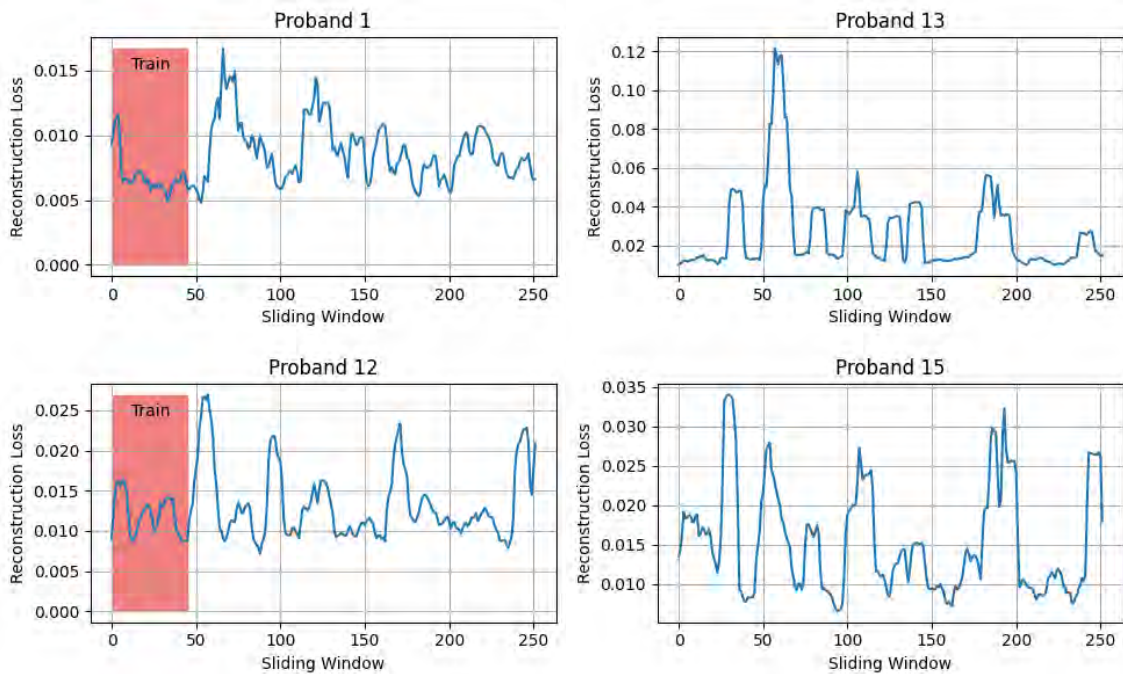 Proband 1
Reconstruction Loss
0.015
0.010
0.005
0.000
Train
0 50 100 150 200 250
Sliding Window
Proband 13
Reconstruction Loss
0.12
0.10
0.08
0.06
0.04
0.02
0 50 100 150 200 250
Sliding Window
Proband 12
Reconstruction Loss
0.025
0.020
0.015
0.010
0.005
0.000
Train
0 50 100 150 200 250
Sliding Window
Proband 15
Reconstruction Loss
0.035
0.030
0.025
0.020
0.015
0.010
0 50 100 150 200 250
Sliding Window